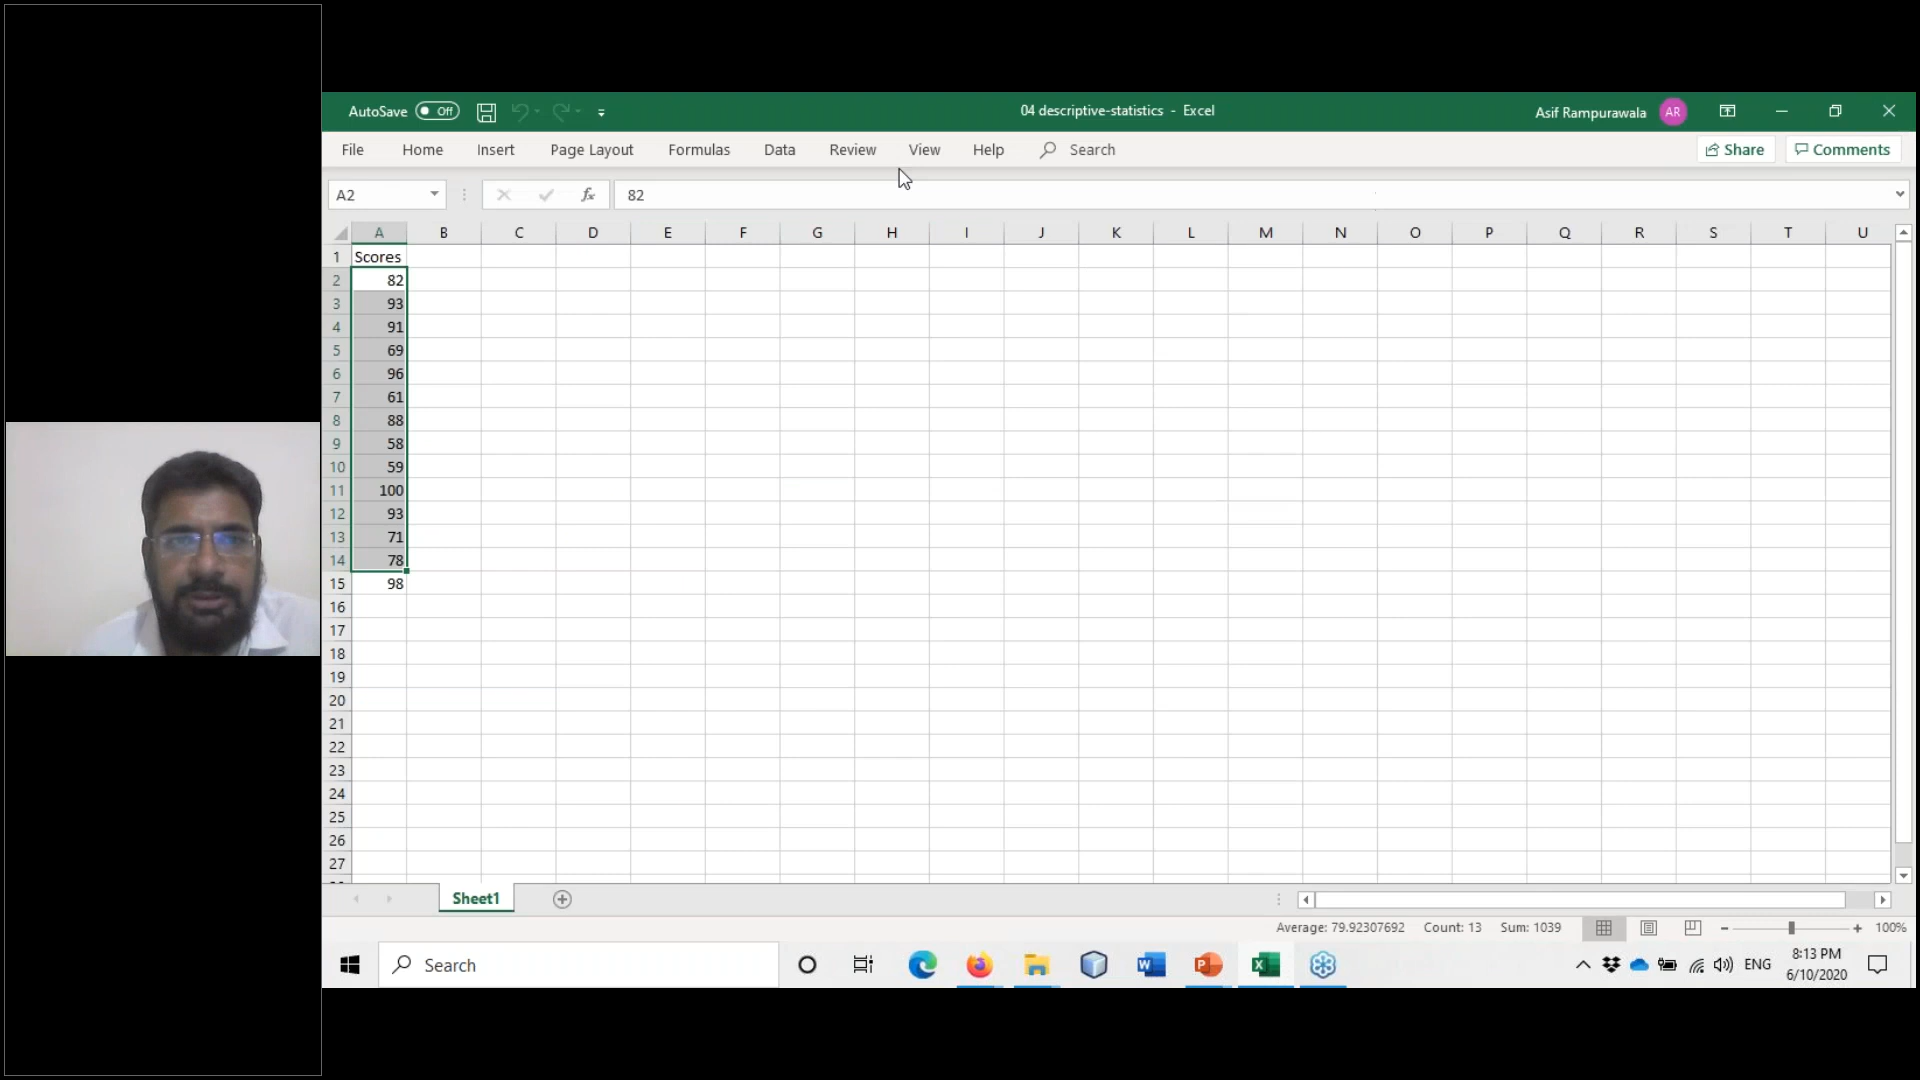 AutoSave Off
04 descriptive-statistics - Excel
Asif Rampurawala AR
File Home Insert Page Layout Formulas Data Review View Help Search
Share Comments
A2 fx 82
A B C D E F G H I J K L M N O P Q R S T U
1 Scores
2 82
3 93
4 91
5 69
6 96
7 61
8 88
9 58
10 59
11 100
12 93
13 71
14 78
15 98
16
17
18
19
20
21
22
23
24
25
26
27
Sheet1
Average: 79.92307692 Count: 13 Sum: 1039 100%
Search
ENG
8:13 PM
6/10/2020